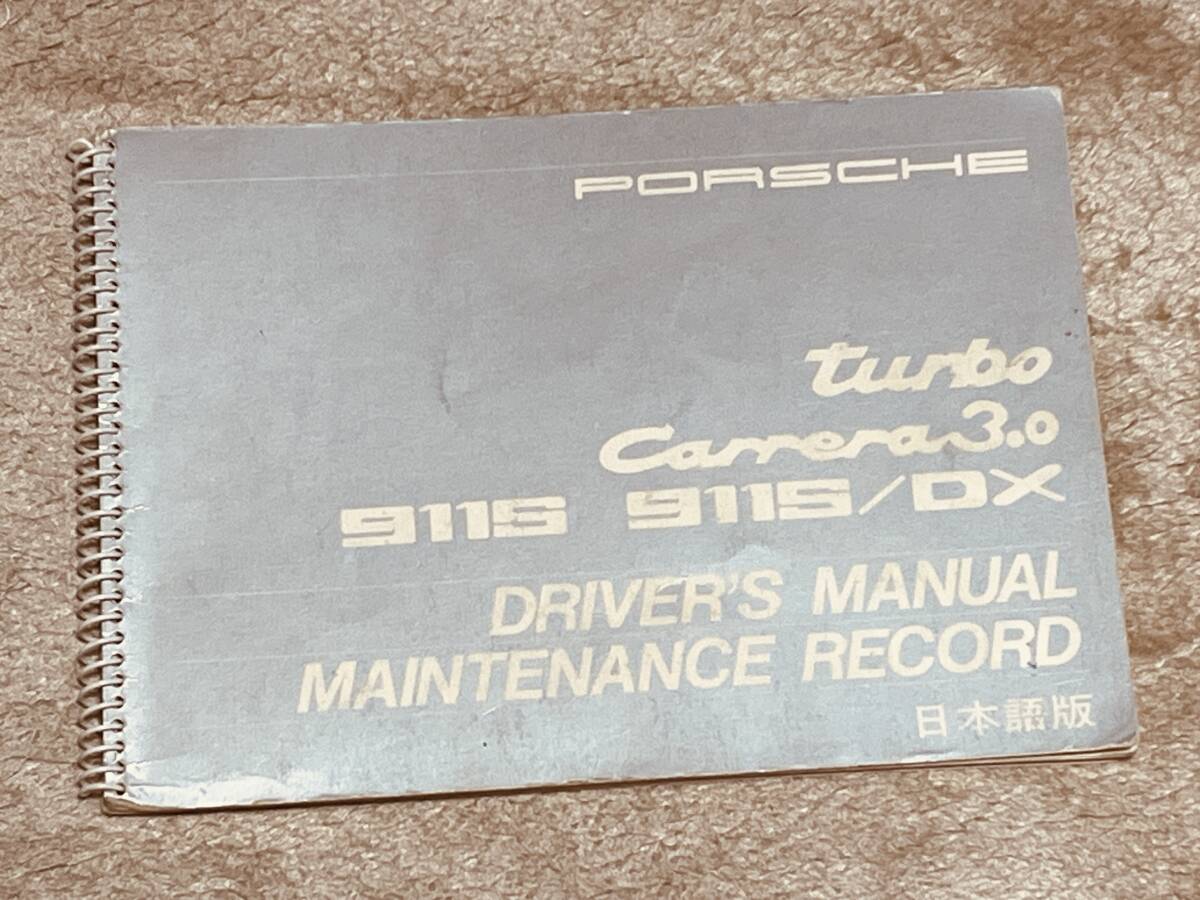 PORSCHE
turbo
Carrera 3.0
911S 911S/DX
DRIVER'S MANUAL
MAINTENANCE RECORD
日本語版